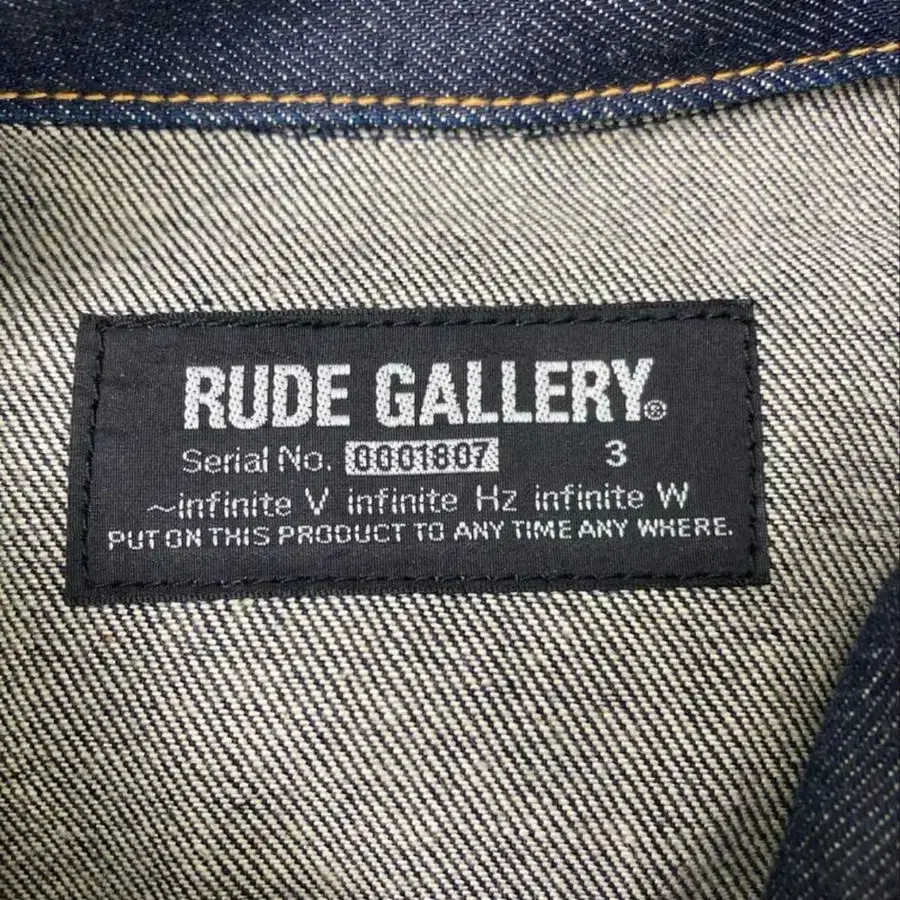 RUDE GALLERY®
Serial No. 0001807 3
~infinite V infinite Hz infinite W
PUT ON THIS PRODUCT TO ANY TIME ANY WHERE.